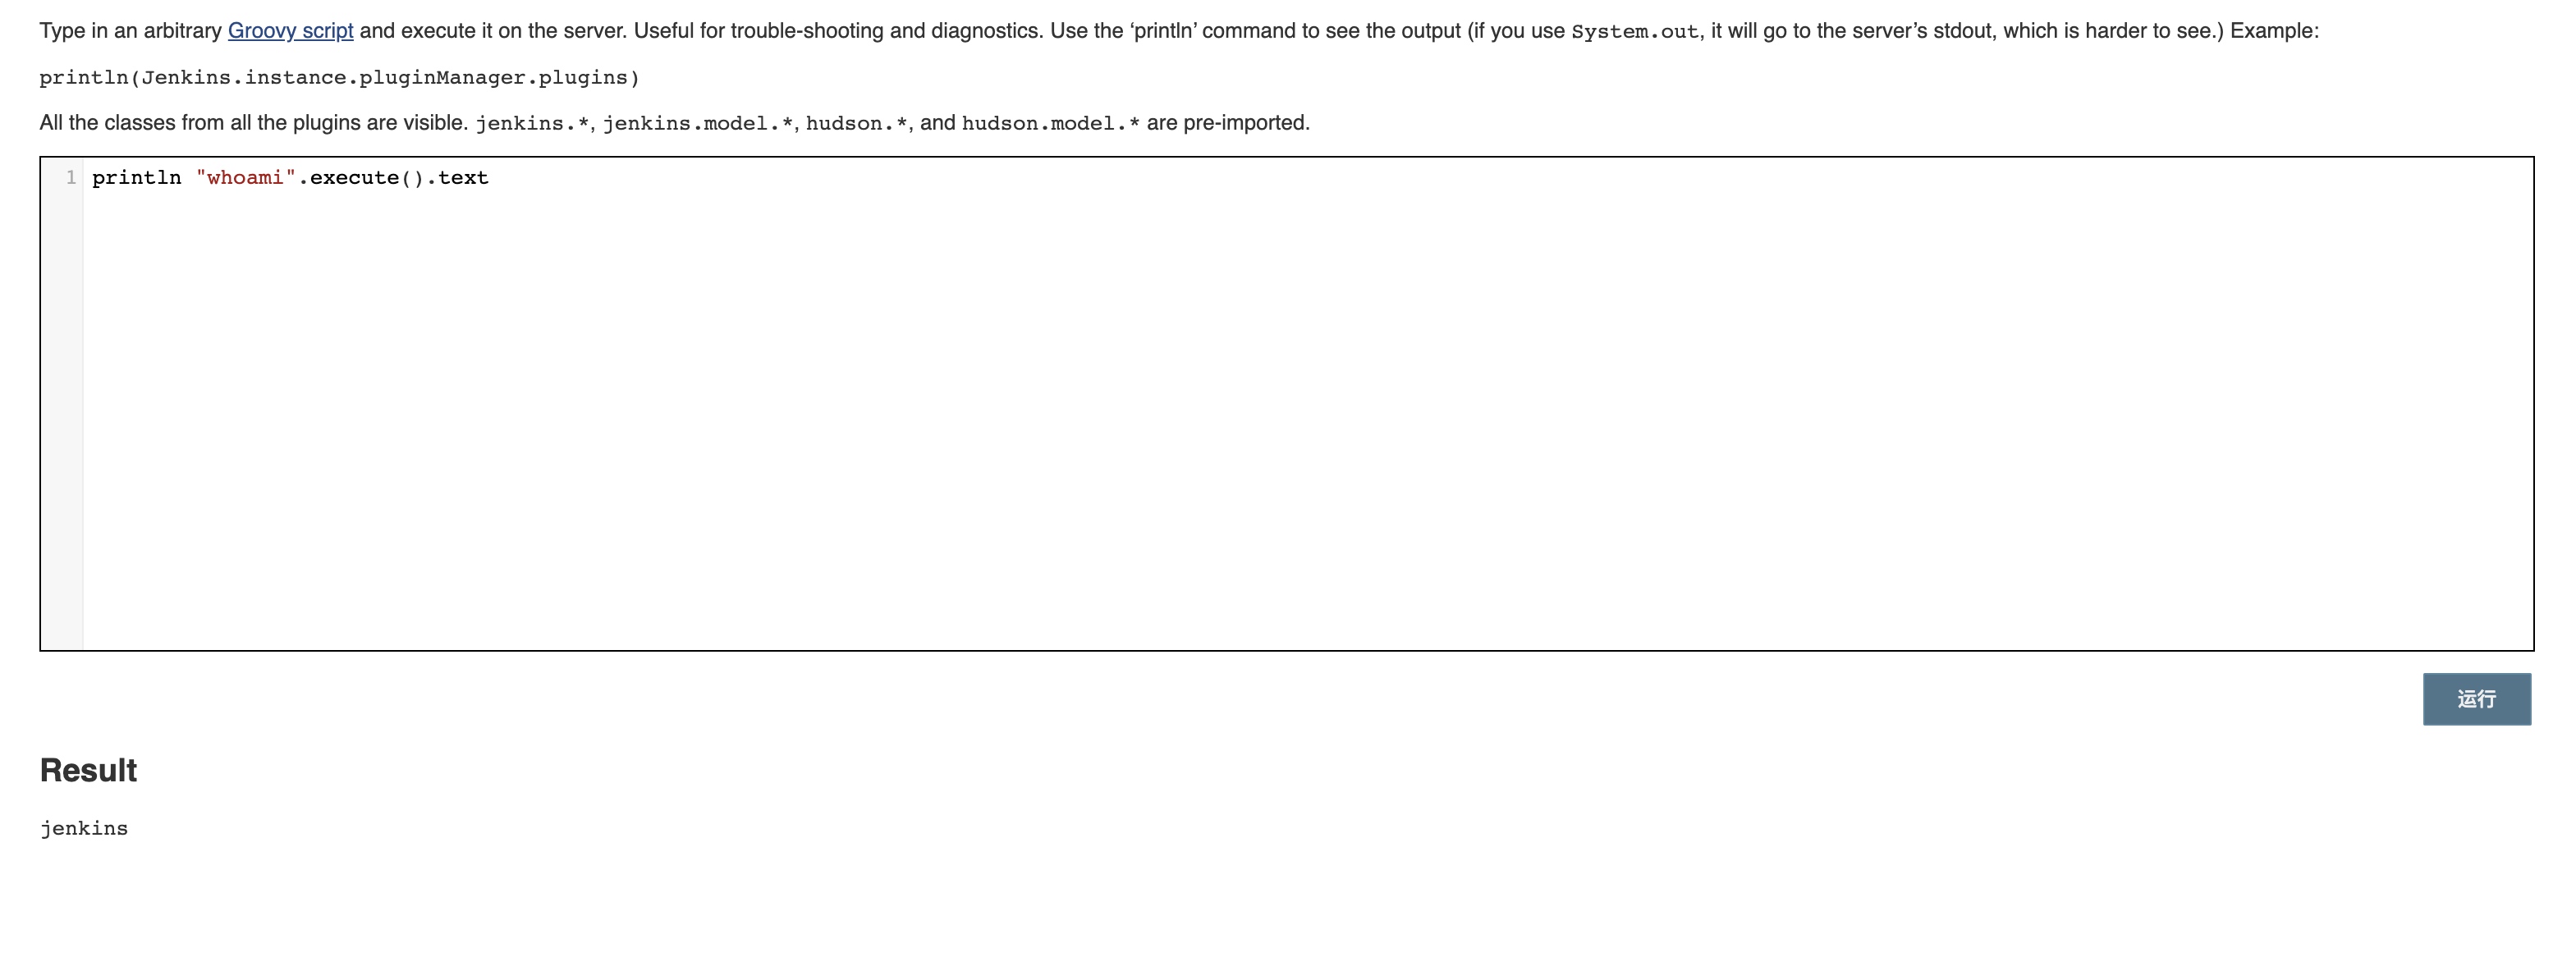 Type in an arbitrary Groovy script and execute it on the server. Useful for trouble-shooting and diagnostics. Use the ‘println’ command to see the output (if you use System.out, it will go to the server’s stdout, which is harder to see.) Example:
println(Jenkins.instance.pluginManager.plugins)
All the classes from all the plugins are visible. jenkins.*, jenkins.model.*, hudson.*, and hudson.model.* are pre-imported.
1 println "whoami".execute().text
运行
Result
jenkins